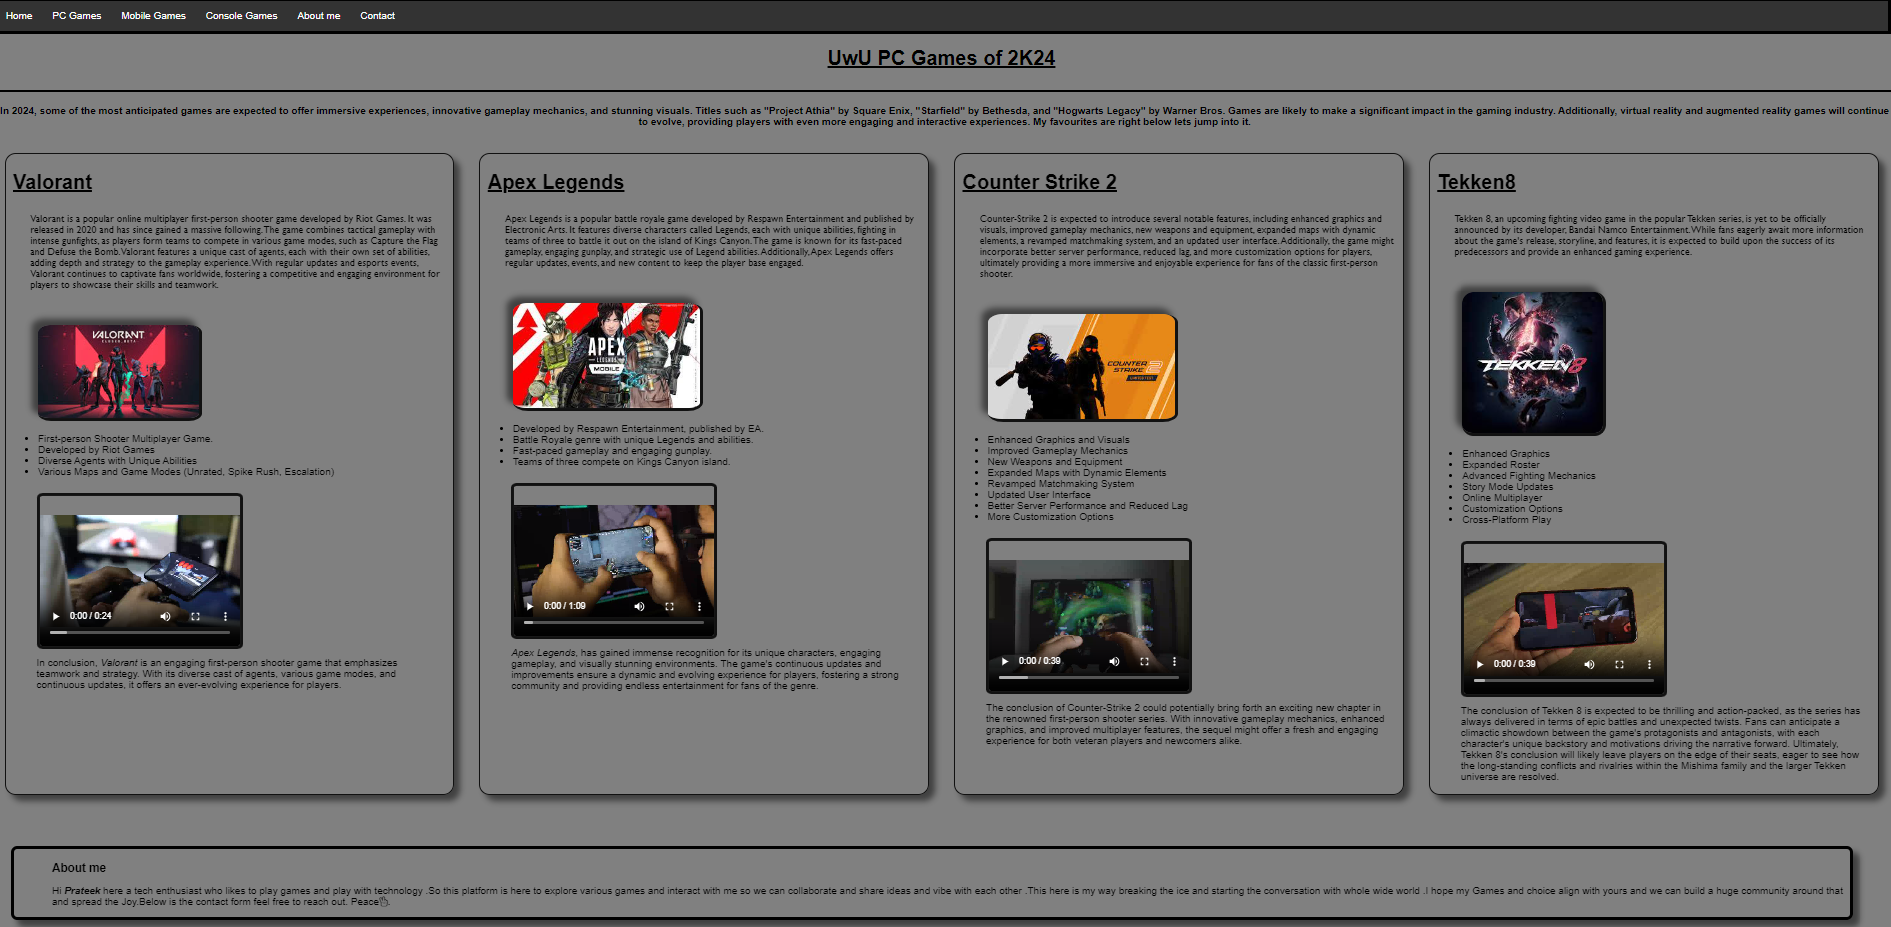 Home PC Games Mobile Games Console Games About me Contact
UwU PC Games of 2K24
In 2024, some of the most anticipated games are expected to offer immersive experiences, innovative gameplay mechanics, and stunning visuals. Titles such as "Project Athia" by Square Enix, "Starfield" by Bethesda, and "Hogwarts Legacy" by Warner Bros. Games are likely to make a significant impact in the gaming industry. Additionally, virtual reality and augmented reality games will continue
to evolve, providing players with even more engaging and interactive experiences. My favourites are right below lets jump into it.
Valorant
Valorant is a popular online multiplayer first-person shooter game developed by Riot Games. It was
released in 2020 and has since gained a massive following.The game combines tactical gameplay with
intense gunfights, as players form teams to compete in various game modes, such as Capture the Flag
and Defuse the Bomb.Valorant features a unique cast of agents, each with their own set of abilities,
adding depth and strategy to the gameplay experience.With regular updates and esports events,
Valorant continues to captivate fans worldwide, fostering a competitive and engaging environment for
players to showcase their skills and teamwork.
VALORANT
CLOSED BETA
First-person Shooter Multiplayer Game.
Developed by Riot Games
Diverse Agents with Unique Abilities
Various Maps and Game Modes (Unrated, Spike Rush, Escalation)
0:00 / 0:24
In conclusion, Valorant is an engaging first-person shooter game that emphasizes
teamwork and strategy. With its diverse cast of agents, various game modes, and
continuous updates, it offers an ever-evolving experience for players.
Apex Legends
Apex Legends is a popular battle royale game developed by Respawn Entertainment and published by
Electronic Arts. It features diverse characters called Legends, each with unique abilities, fighting in
teams of three to battle it out on the island of Kings Canyon.The game is known for its fast-paced
gameplay, engaging gunplay, and strategic use of Legend abilities.Additionally,Apex Legends offers
regular updates, events, and new content to keep the player base engaged.
APEX
LEGENDS
MOBILE
Developed by Respawn Entertainment, published by EA.
Battle Royale genre with unique Legends and abilities.
Fast-paced gameplay and engaging gunplay.
Teams of three compete on Kings Canyon island.
0:00 / 1:09
Apex Legends, has gained immense recognition for its unique characters, engaging
gameplay, and visually stunning environments. The game's continuous updates and
improvements ensure a dynamic and evolving experience for players, fostering a strong
community and providing endless entertainment for fans of the genre.
Counter Strike 2
Counter-Strike 2 is expected to introduce several notable features, including enhanced graphics and
visuals, improved gameplay mechanics, new weapons and equipment, expanded maps with dynamic
elements, a revamped matchmaking system, and an updated user interface.Additionally, the game might
incorporate better server performance, reduced lag, and more customization options for players,
ultimately providing a more immersive and enjoyable experience for fans of the classic first-person
shooter.
COUNTER
STRIKE 2
LIMITED TEST
Enhanced Graphics and Visuals
Improved Gameplay Mechanics
New Weapons and Equipment
Expanded Maps with Dynamic Elements
Revamped Matchmaking System
Updated User Interface
Better Server Performance and Reduced Lag
More Customization Options
0:00 / 0:39
The conclusion of Counter-Strike 2 could potentially bring forth an exciting new chapter in
the renowned first-person shooter series. With innovative gameplay mechanics, enhanced
graphics, and improved multiplayer features, the sequel might offer a fresh and engaging
experience for both veteran players and newcomers alike.
Tekken8
Tekken 8, an upcoming fighting video game in the popular Tekken series, is yet to be officially
announced by its developer, Bandai Namco Entertainment.While fans eagerly await more information
about the game's release, storyline, and features, it is expected to build upon the success of its
predecessors and provide an enhanced gaming experience.
TEKKEN 8
Enhanced Graphics
Expanded Roster
Advanced Fighting Mechanics
Story Mode Updates
Online Multiplayer
Customization Options
Cross-Platform Play
0:00 / 0:39
The conclusion of Tekken 8 is expected to be thrilling and action-packed, as the series has
always delivered in terms of epic battles and unexpected twists. Fans can anticipate a
climactic showdown between the game's protagonists and antagonists, with each
character's unique backstory and motivations driving the narrative forward. Ultimately,
Tekken 8's conclusion will likely leave players on the edge of their seats, eager to see how
the long-standing conflicts and rivalries within the Mishima family and the larger Tekken
universe are resolved.
About me
Hi Prateek here a tech enthusiast who likes to play games and play with technology .So this platform is here to explore various games and interact with me so we can collaborate and share ideas and vibe with each other .This here is my way breaking the ice and starting the conversation with whole wide world .I hope my Games and choice align with yours and we can build a huge community around that
and spread the Joy.Below is the contact form feel free to reach out. Peace✌.